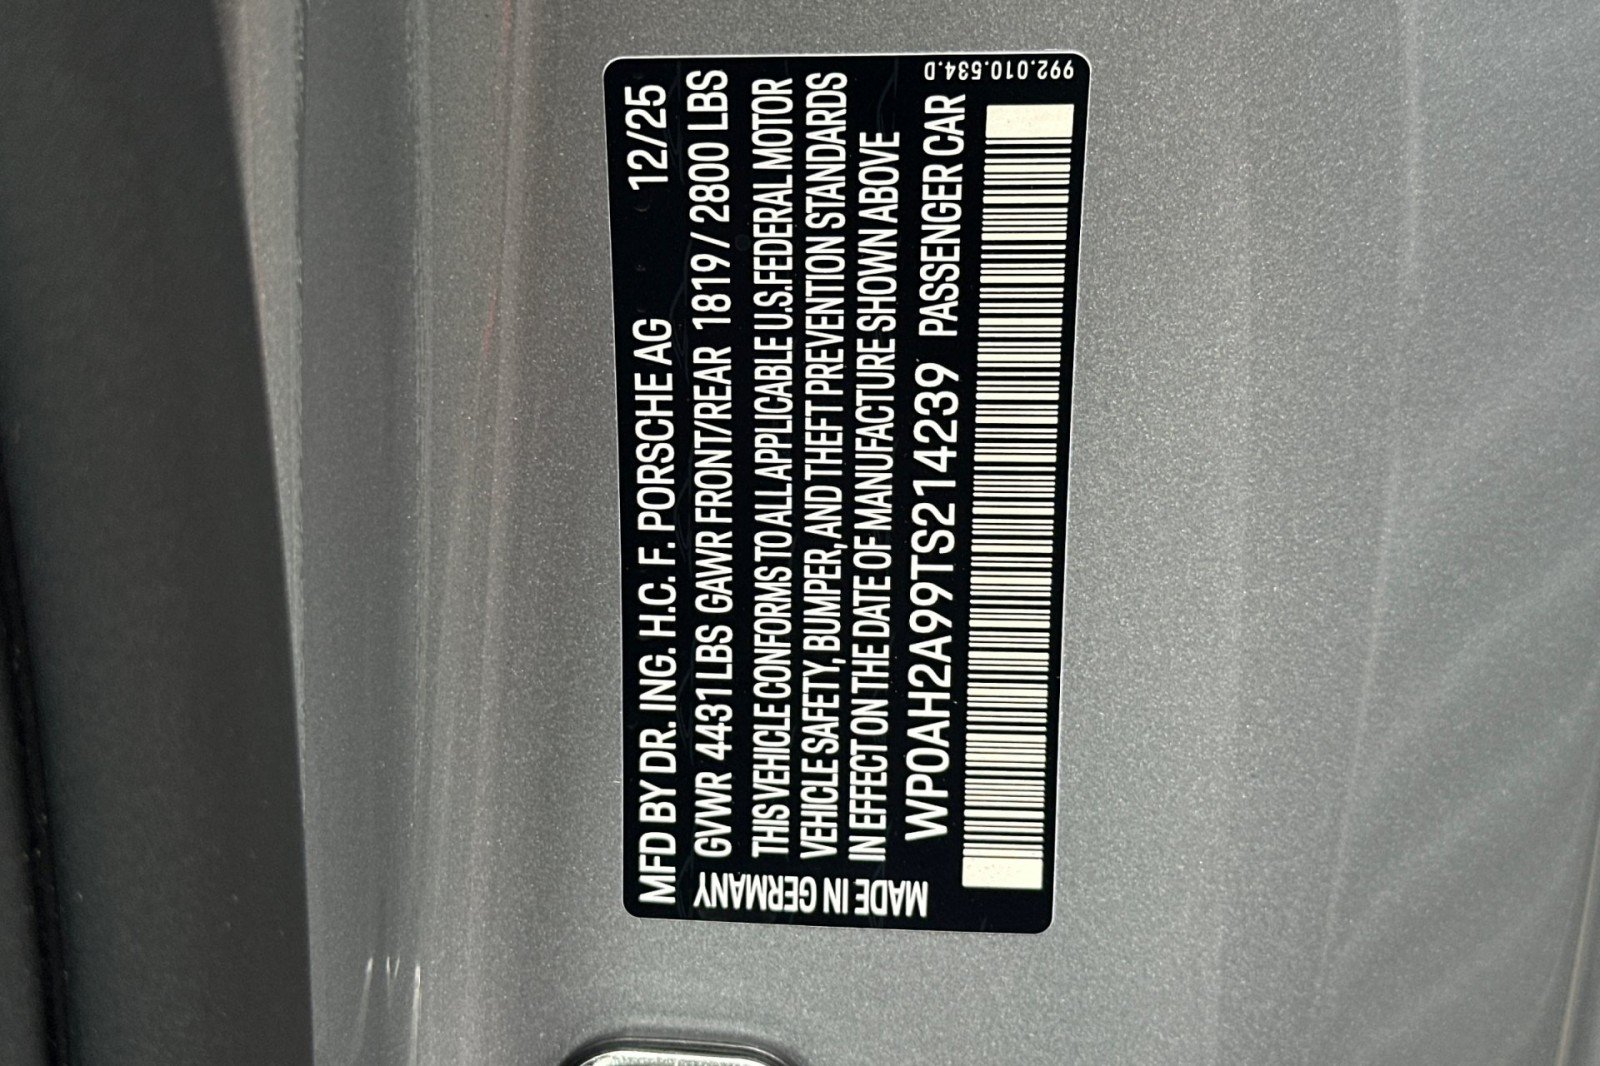 MFD BY DR. ING. H.C. F. PORSCHE AG 12/25
GVWR 4431 LBS GAWR FRONT/REAR 1819 / 2800 LBS
THIS VEHICLE CONFORMS TO ALL APPLICABLE U.S.FEDERAL MOTOR
VEHICLE SAFETY, BUMPER, AND THEFT PREVENTION STANDARDS
IN EFFECT ON THE DATE OF MANUFACTURE SHOWN ABOVE
WP0AH2A99TS214239 PASSENGER CAR
MADE IN GERMANY
992.010.534.D